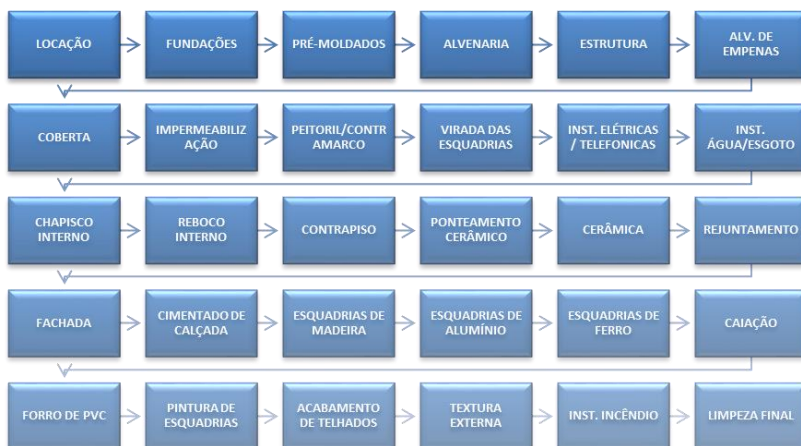 LOCAÇÃO
FUNDAÇÕES
PRÉ-MOLDADOS
ALVENARIA
ESTRUTURA
ALV. DE
EMPENAS
COBERTA
IMPERMEABILIZ
AÇÃO
PEITORIL/CONTR
AMARCO
VIRADA DAS
ESQUADRIAS
INST. ELÉTRICAS
/ TELEFONICAS
INST.
ÁGUA/ESGOTO
CHAPISCO
INTERNO
REBOCO
INTERNO
CONTRAPISO
PONTEAMENTO
CERÂMICO
CERÂMICA
REJUNTAMENTO
FACHADA
CIMENTADO DE
CALÇADA
ESQUADRIAS DE
MADEIRA
ESQUADRIAS DE
ALUMÍNIO
ESQUADRIAS DE
FERRO
CAIAÇÃO
FORRO DE PVC
PINTURA DE
ESQUADRIAS
ACABAMENTO
DE TELHADOS
TEXTURA
EXTERNA
INST. INCÊNDIO
LIMPEZA FINAL